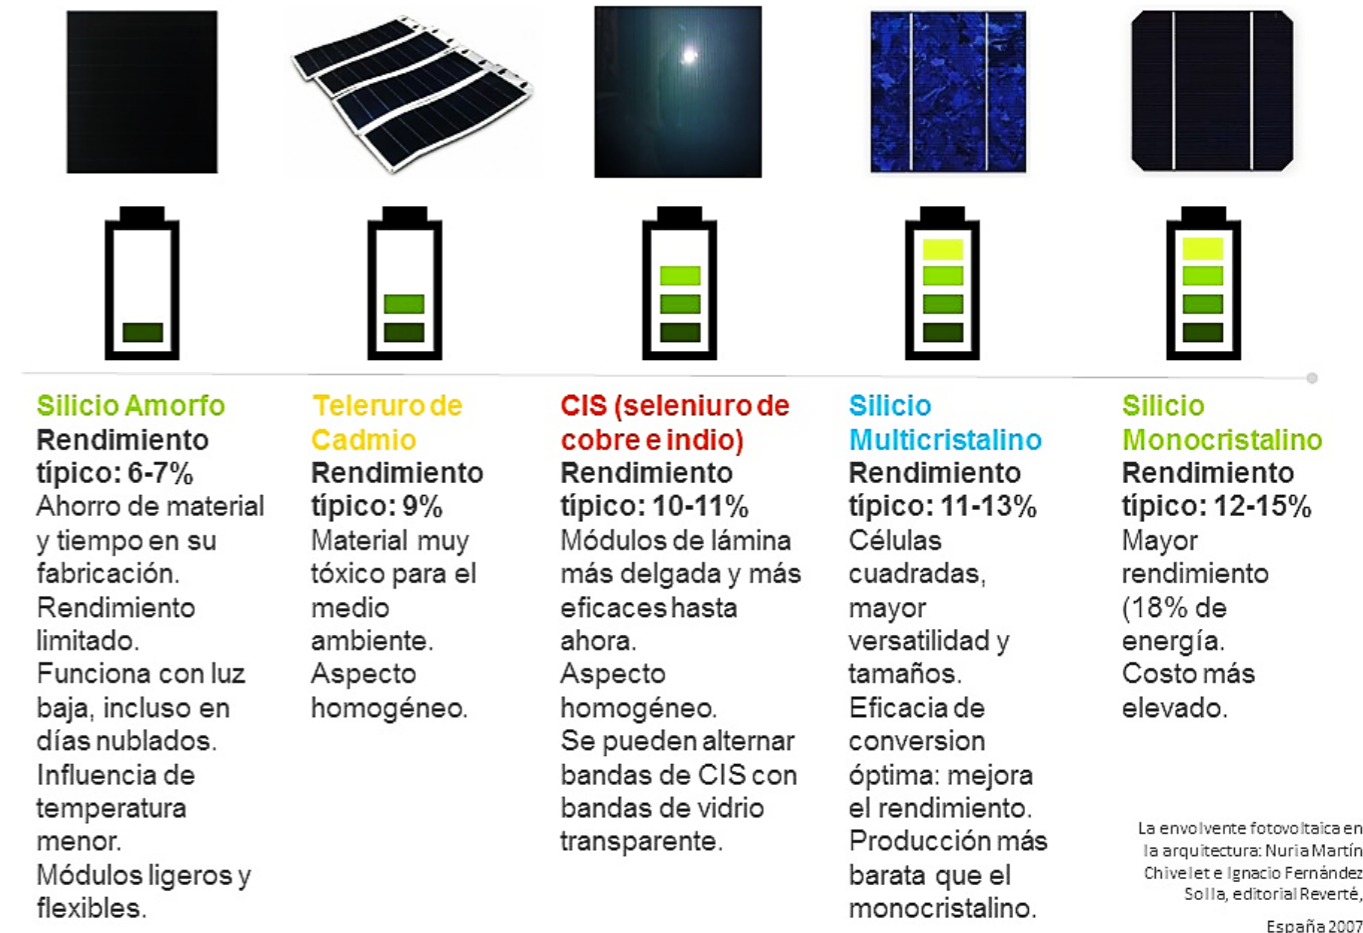 Silicio Amorfo
Rendimiento
típico: 6-7%
Ahorro de material
y tiempo en su
fabricación.
Rendimiento
limitado.
Funciona con luz
baja, incluso en
días nublados.
Influencia de
temperatura
menor.
Módulos ligeros y
flexibles.
Teleruro de
Cadmio
Rendimiento
típico: 9%
Material muy
tóxico para el
medio
ambiente.
Aspecto
homogéneo.
CIS (seleniuro de
cobre e indio)
Rendimiento
típico: 10-11%
Módulos de lámina
más delgada y más
eficaces hasta
ahora.
Aspecto
homogéneo.
Se pueden alternar
bandas de CIS con
bandas de vidrio
transparente.
Silicio
Multicristalino
Rendimiento
típico: 11-13%
Células
cuadradas,
mayor
versatilidad y
tamaños.
Eficacia de
conversion
óptima: mejora
el rendimiento.
Producción más
barata que el
monocristalino.
Silicio
Monocristalino
Rendimiento
típico: 12-15%
Mayor
rendimiento
(18% de
energía.
Costo más
elevado.
La envolvente fotovoltaica en
la arquitectura: Nuria Martín
Chivelet e Ignacio Fernández
Solla, editorial Reverté,
España 2007